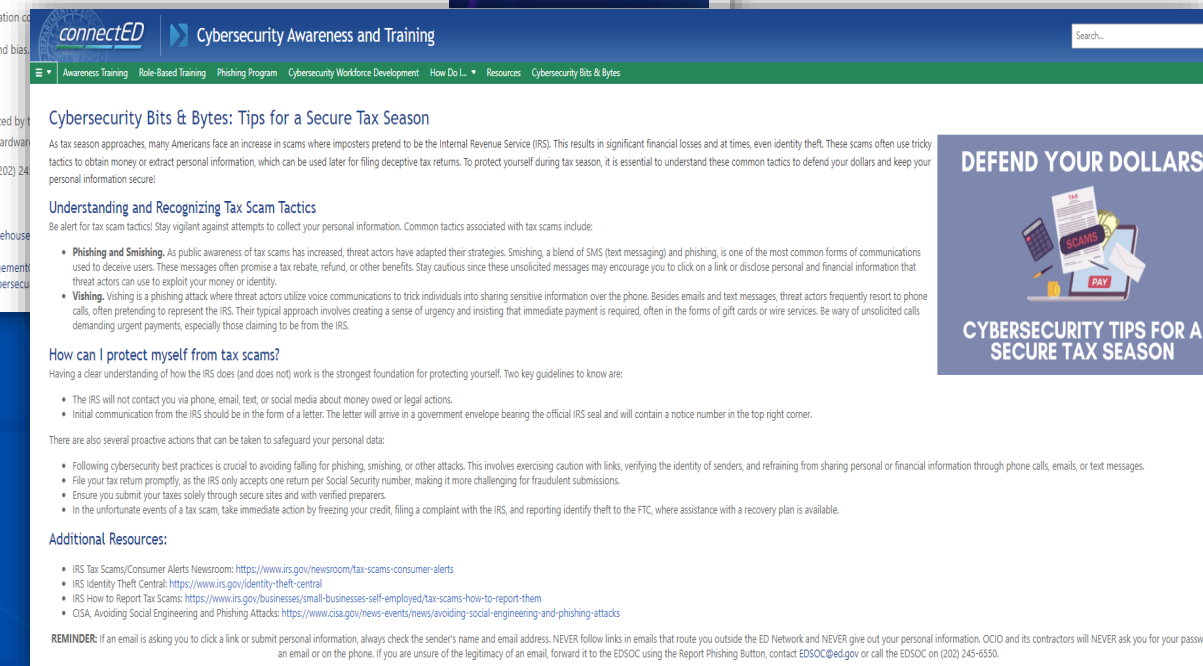 ation co
nd bias.
zed by t
ardware
202) 24
ehouse
ement
persecu
connectED
Cybersecurity Awareness and Training
Search...
Awareness Training Role-Based Training Phishing Program Cybersecurity Workforce Development How Do I... Resources Cybersecurity Bits & Bytes
Cybersecurity Bits & Bytes: Tips for a Secure Tax Season
As tax season approaches, many Americans face an increase in scams where imposters pretend to be the Internal Revenue Service (IRS). This results in significant financial losses and at times, even identity theft. These scams often use tricky
tactics to obtain money or extract personal information, which can be used later for filing deceptive tax returns. To protect yourself during tax season, it is essential to understand these common tactics to defend your dollars and keep your
personal information secure!
Understanding and Recognizing Tax Scam Tactics
Be alert for tax scam tactics! Stay vigilant against attempts to collect your personal information. Common tactics associated with tax scams include:
• Phishing and Smishing. As public awareness of tax scams has increased, threat actors have adapted their strategies. Smishing, a blend of SMS (text messaging) and phishing, is one of the most common forms of communications
used to deceive users. These messages often promise a tax rebate, refund, or other benefits. Stay cautious since these unsolicited messages may encourage you to click on a link or disclose personal and financial information that
threat actors can use to exploit your money or identity.
• Vishing. Vishing is a phishing attack where threat actors utilize voice communications to trick individuals into sharing sensitive information over the phone. Besides emails and text messages, threat actors frequently resort to phone
calls, often pretending to represent the IRS. Their typical approach involves creating a sense of urgency and insisting that immediate payment is required, often in the forms of gift cards or wire services. Be wary of unsolicited calls
demanding urgent payments, especially those claiming to be from the IRS.
DEFEND YOUR DOLLARS
TAX
SCAMS
PAY
CYBERSECURITY TIPS FOR A
SECURE TAX SEASON
How can I protect myself from tax scams?
Having a clear understanding of how the IRS does (and does not) work is the strongest foundation for protecting yourself. Two key guidelines to know are:
• The IRS will not contact you via phone, email, text, or social media about money owed or legal actions.
• Initial communication from the IRS should be in the form of a letter. The letter will arrive in a government envelope bearing the official IRS seal and will contain a notice number in the top right corner.
There are also several proactive actions that can be taken to safeguard your personal data:
• Following cybersecurity best practices is crucial to avoiding falling for phishing, smishing, or other attacks. This involves exercising caution with links, verifying the identity of senders, and refraining from sharing personal or financial information through phone calls, emails, or text messages.
• File your tax return promptly, as the IRS only accepts one return per Social Security number, making it more challenging for fraudulent submissions.
• Ensure you submit your taxes solely through secure sites and with verified preparers.
• In the unfortunate events of a tax scam, take immediate action by freezing your credit, filing a complaint with the IRS, and reporting identify theft to the FTC, where assistance with a recovery plan is available.
Additional Resources:
• IRS Tax Scams/Consumer Alerts Newsroom: https://www.irs.gov/newsroom/tax-scams-consumer-alerts
• IRS Identity Theft Central: https://www.irs.gov/identity-theft-central
• IRS How to Report Tax Scams: https://www.irs.gov/businesses/small-businesses-self-employed/tax-scams-how-to-report-them
• CISA, Avoiding Social Engineering and Phishing Attacks: https://www.cisa.gov/news-events/news/avoiding-social-engineering-and-phishing-attacks
REMINDER: If an email is asking you to click a link or submit personal information, always check the sender's name and email address. NEVER follow links in emails that route you outside the ED Network and NEVER give out your personal information. OCIO and its contractors will NEVER ask you for your passw
an email or on the phone. If you are unsure of the legitimacy of an email, forward it to the EDSOC using the Report Phishing Button, contact EDSOC@ed.gov or call the EDSOC on (202) 245-6550.